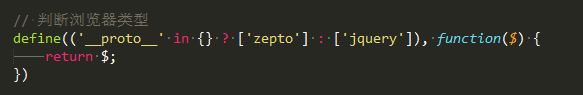 // 判断浏览器类型
define(('__proto__' in {} ? ['zepto'] : ['jquery']), function($) {
    return $;
})